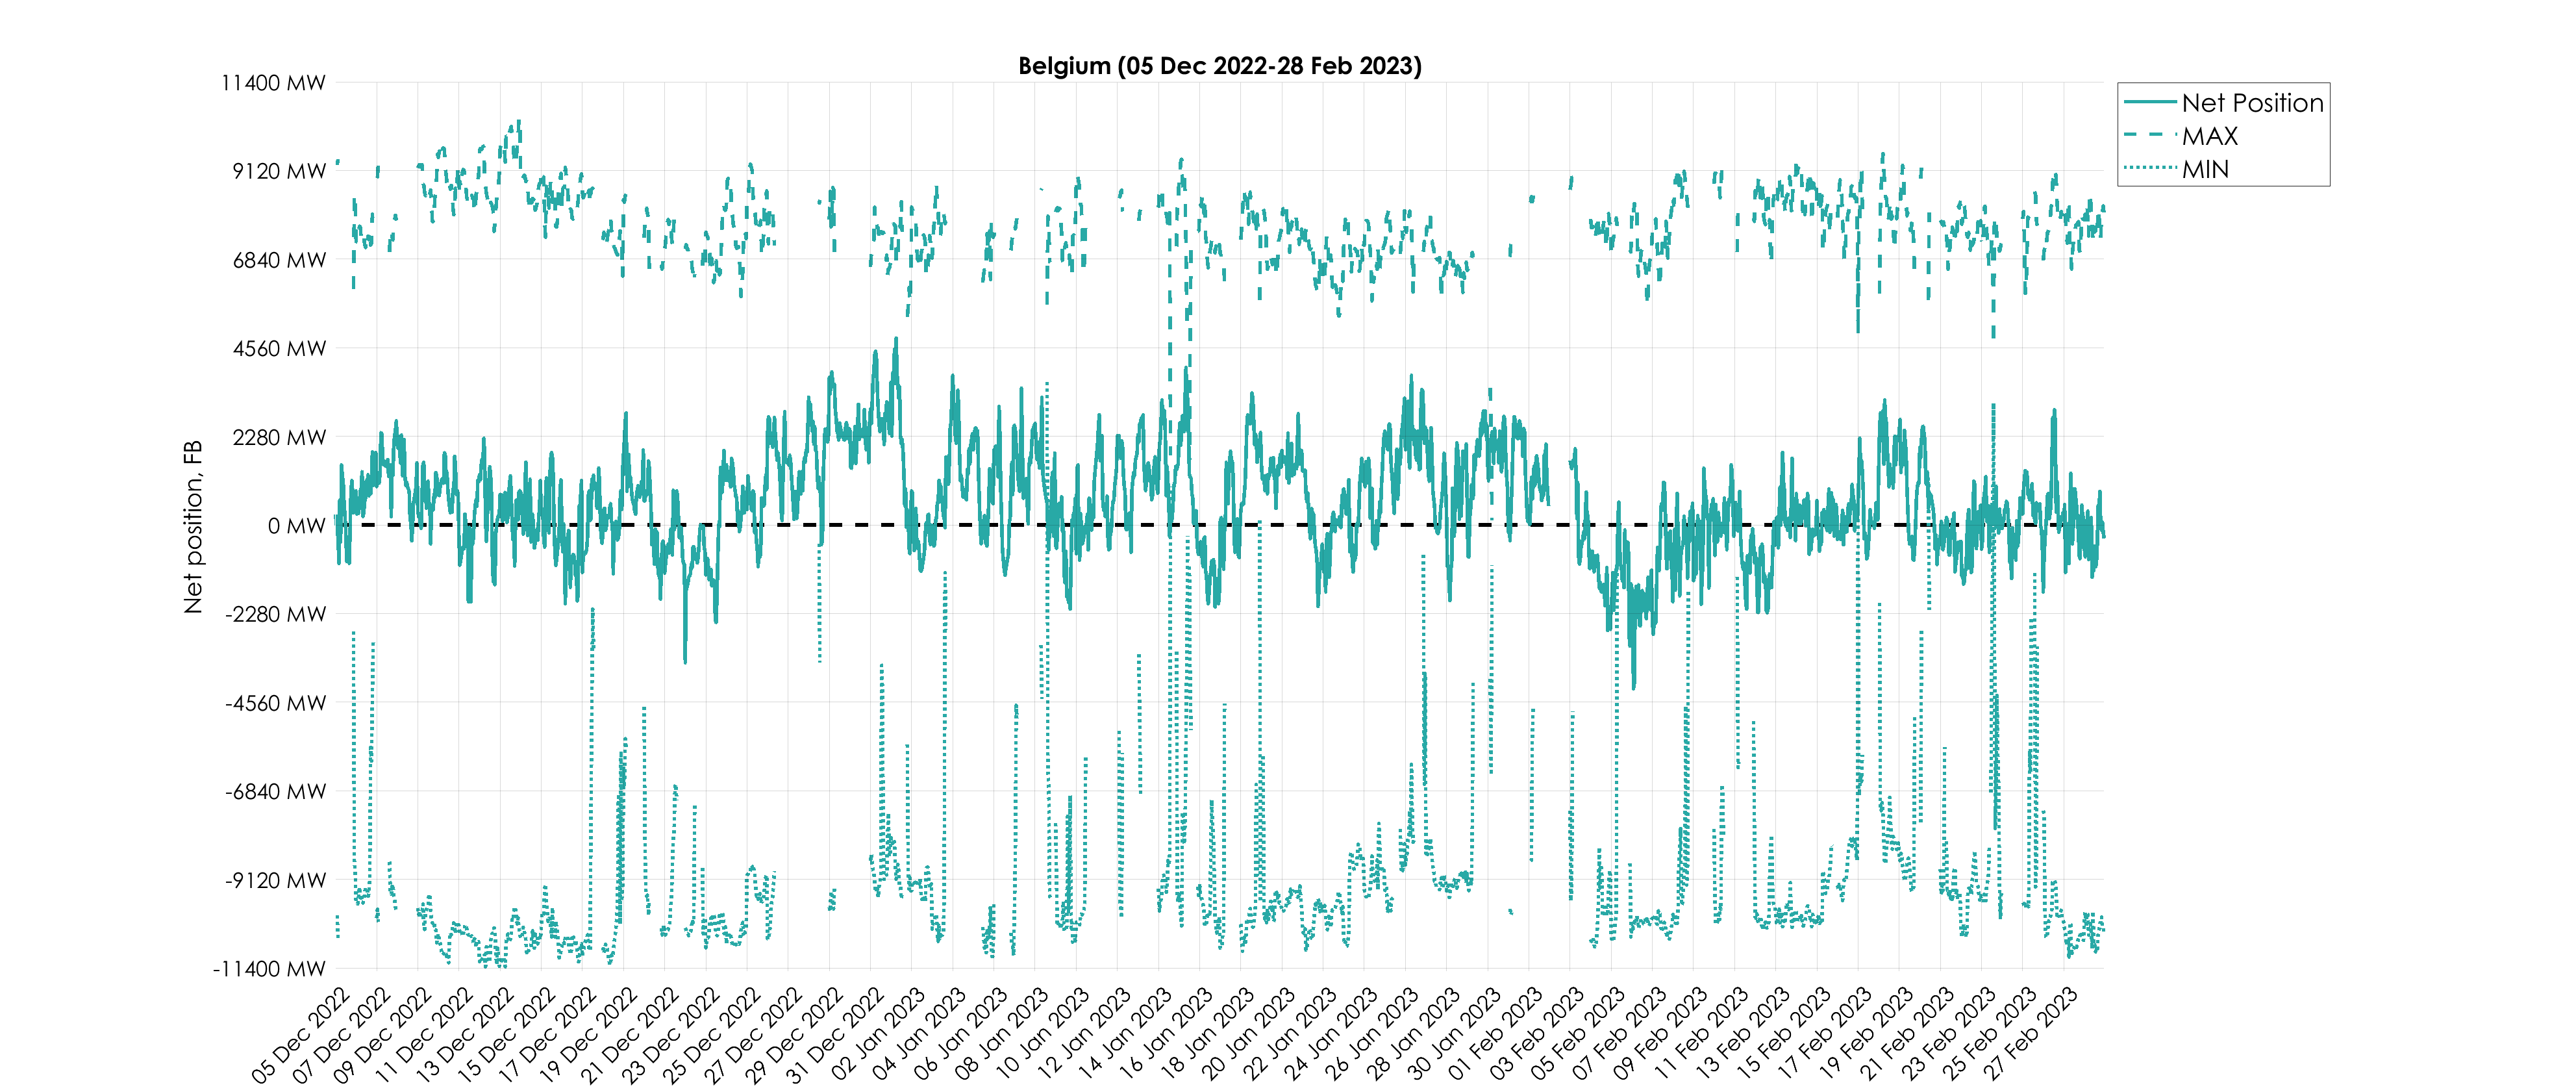 Belgium (05 Dec 2022-28 Feb 2023)
11400 MW
9120 MW
6840 MW
4560 MW
2280 MW
0 MW
-2280 MW
-4560 MW
-6840 MW
-9120 MW
-11400 MW
Net position, FB
Net Position
MAX
MIN
05 Dec 2022
07 Dec 2022
09 Dec 2022
11 Dec 2022
13 Dec 2022
15 Dec 2022
17 Dec 2022
19 Dec 2022
21 Dec 2022
23 Dec 2022
25 Dec 2022
27 Dec 2022
29 Dec 2022
31 Dec 2022
02 Jan 2023
04 Jan 2023
06 Jan 2023
08 Jan 2023
10 Jan 2023
12 Jan 2023
14 Jan 2023
16 Jan 2023
18 Jan 2023
20 Jan 2023
22 Jan 2023
24 Jan 2023
26 Jan 2023
28 Jan 2023
30 Jan 2023
01 Feb 2023
03 Feb 2023
05 Feb 2023
07 Feb 2023
09 Feb 2023
11 Feb 2023
13 Feb 2023
15 Feb 2023
17 Feb 2023
19 Feb 2023
21 Feb 2023
23 Feb 2023
25 Feb 2023
27 Feb 2023